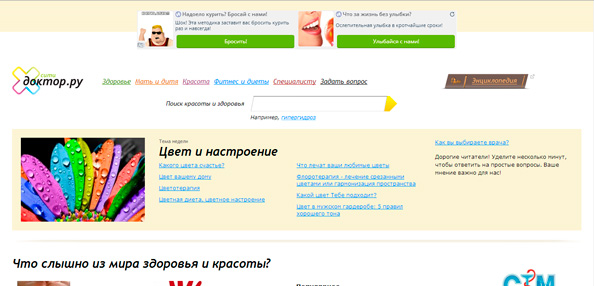 Надоело курить? Бросай с нами!
Шок! Эта методика заставит вас бросить курить
раз и навсегда!
Бросить!
Что за жизнь без улыбки?
Ослепительная улыбка в кротчайшие сроки!
Улыбайся с нами!
сити
доктор.ру
Здоровье Мать и дитя Красота Фитнес и диеты Специалисту Задать вопрос
Энциклопедия
Поиск красоты и здоровья
Например, гипергидроз
Тема недели
Цвет и настроение
Какого цвета счастье?
Цвет вашему дому
Цветотерапия
Цветная диета, цветное настроение
Что лечат ваши любимые цветы
Флоротерапия - лечение срезанными
цветами или гармонизация пространства
Какой цвет Тебе подходит?
Цвет в мужском гардеробе: 5 правил
хорошего тона
Как вы выбираете врача?
Дорогие читатели! Уделите несколько минут,
чтобы ответить на простые вопросы. Ваше
мнение важно для нас!
Что слышно из мира здоровья и красоты?